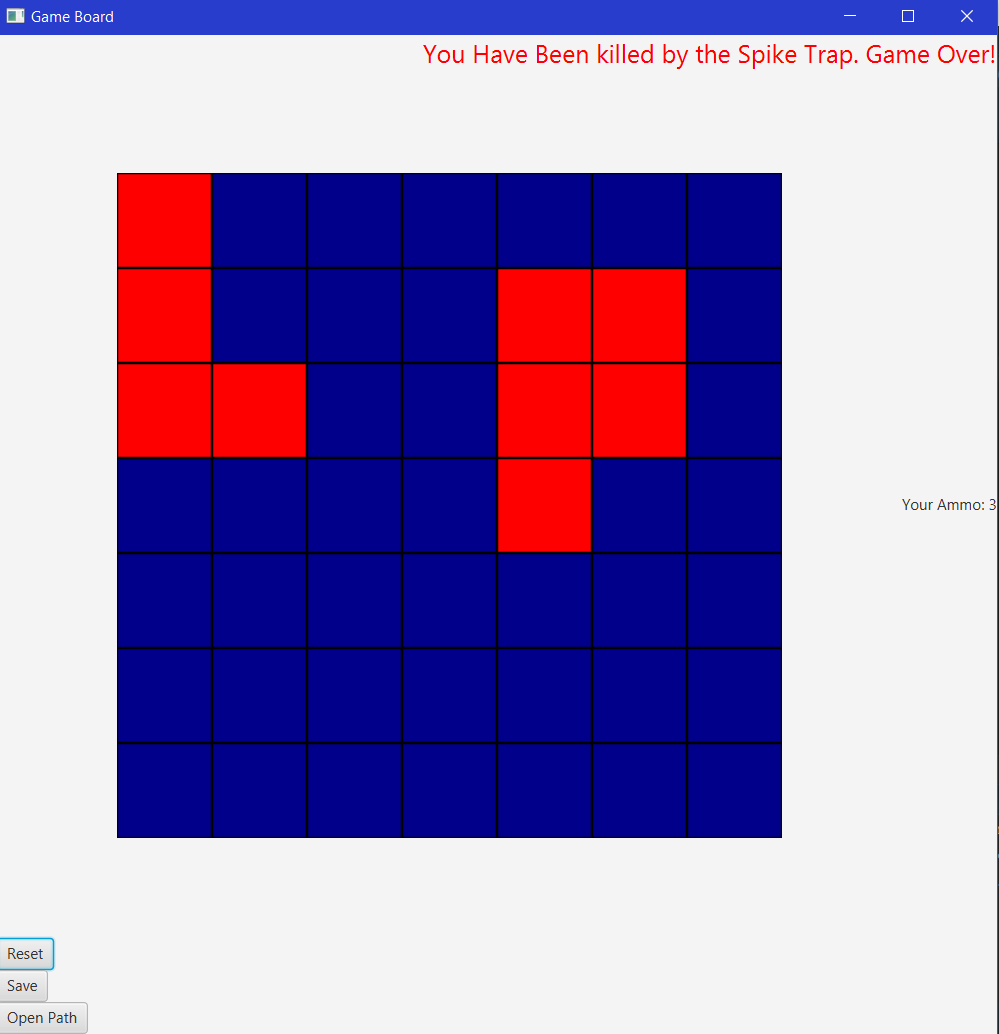 Game Board
You Have Been killed by the Spike Trap. Game Over!
Your Ammo: 3
Reset
Save
Open Path